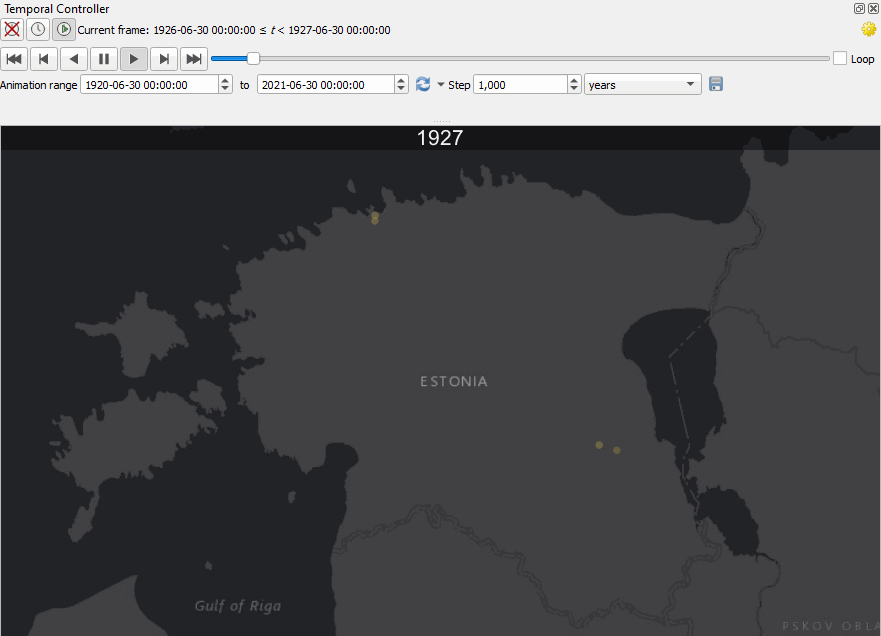 Temporal Controller
Current frame: 1926-06-30 00:00:00 ≤ t < 1927-06-30 00:00:00
Loop
Animation range 1920-06-30 00:00:00 to 2021-06-30 00:00:00 Step 1,000 years
1927
ESTONIA
Gulf of Riga
PSKOV OBLA